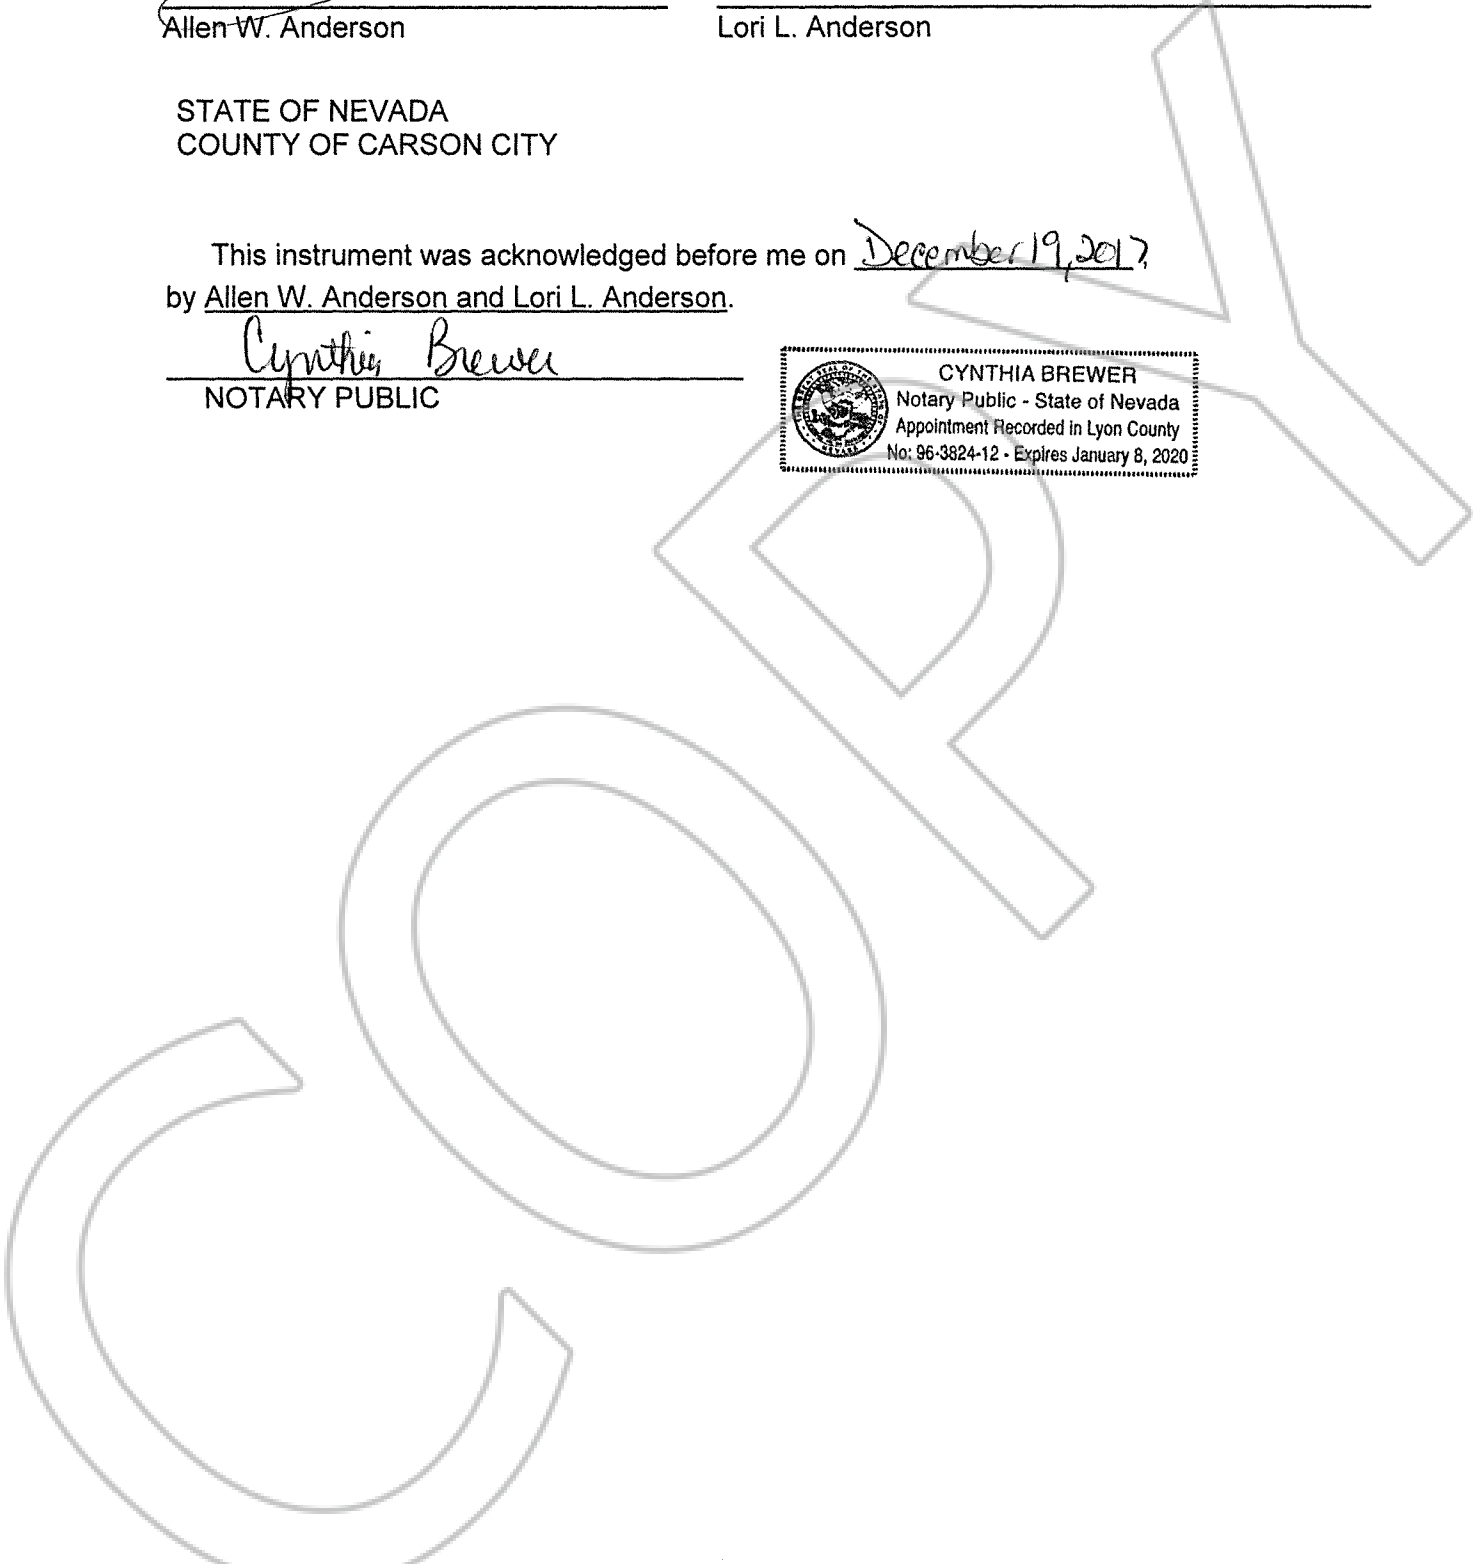 Allen W. Anderson
Lori L. Anderson
STATE OF NEVADA
COUNTY OF CARSON CITY
This instrument was acknowledged before me on December 19, 2017,
by Allen W. Anderson and Lori L. Anderson.
Cynthia Brewer
NOTARY PUBLIC
CYNTHIA BREWER
Notary Public - State of Nevada
Appointment Recorded in Lyon County
No: 96-3824-12 - Expires January 8, 2020
COPY